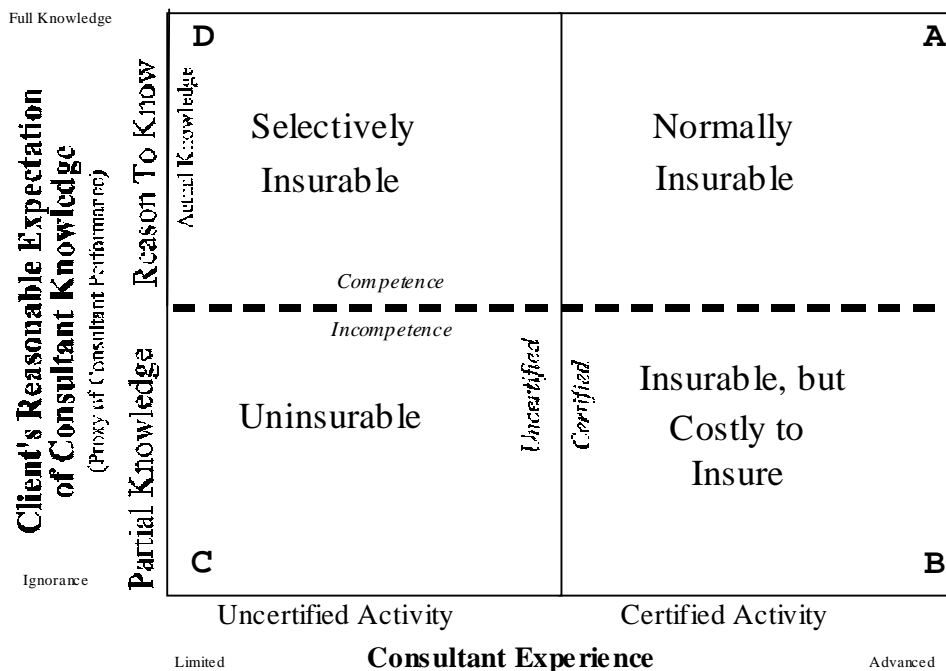 Full Knowledge
D
A
Client's Reasonable Expectation
of Consultant Knowledge
(Proxy of Consultant Performance)
Reason To Know
Actual Knowledge
Selectively
Insurable
Normally
Insurable
Competence
Incompetence
Partial Knowledge
Uninsurable
Uncertified
Certified
Insurable, but
Costly to
Insure
C
B
Ignorance
Uncertified Activity
Certified Activity
Limited
Consultant Experience
Advanced